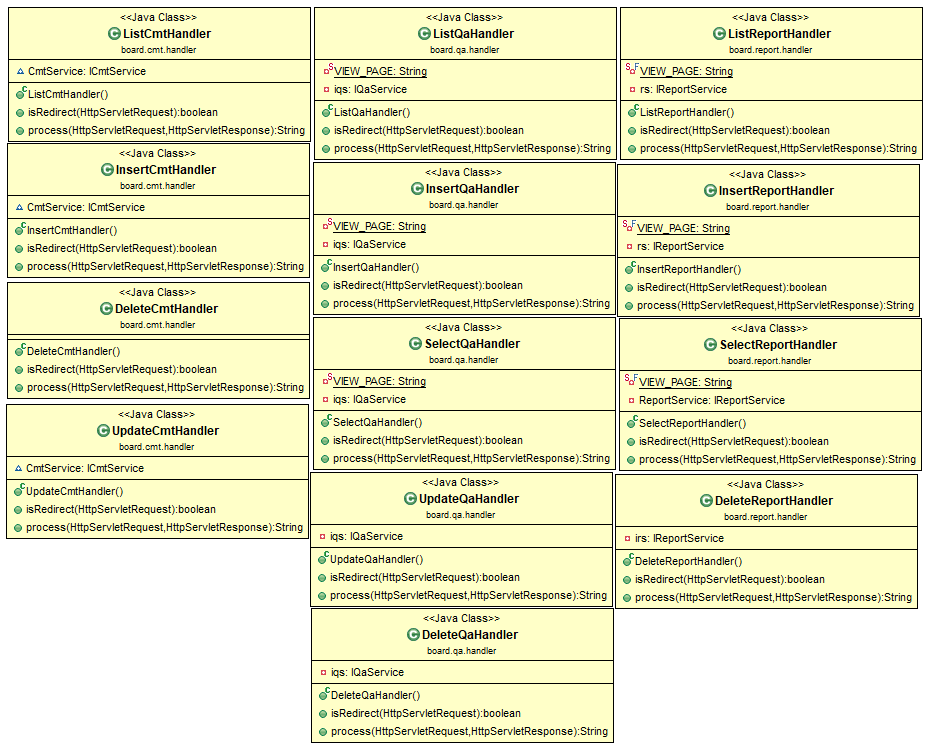 <<Java Class>>
ListCmtHandler
board.cmt.handler
CmtService: ICmtService
ListCmtHandler()
isRedirect(HttpServletRequest):boolean
process(HttpServletRequest,HttpServletResponse):String
<<Java Class>>
InsertCmtHandler
board.cmt.handler
CmtService: ICmtService
InsertCmtHandler()
isRedirect(HttpServletRequest):boolean
process(HttpServletRequest,HttpServletResponse):String
<<Java Class>>
DeleteCmtHandler
board.cmt.handler
DeleteCmtHandler()
isRedirect(HttpServletRequest):boolean
process(HttpServletRequest,HttpServletResponse):String
<<Java Class>>
UpdateCmtHandler
board.cmt.handler
CmtService: ICmtService
UpdateCmtHandler()
isRedirect(HttpServletRequest):boolean
process(HttpServletRequest,HttpServletResponse):String
<<Java Class>>
ListQaHandler
board.qa.handler
VIEW_PAGE: String
iqs: IQaService
ListQaHandler()
isRedirect(HttpServletRequest):boolean
process(HttpServletRequest,HttpServletResponse):String
<<Java Class>>
InsertQaHandler
board.qa.handler
VIEW_PAGE: String
iqs: IQaService
InsertQaHandler()
isRedirect(HttpServletRequest):boolean
process(HttpServletRequest,HttpServletResponse):String
<<Java Class>>
SelectQaHandler
board.qa.handler
VIEW_PAGE: String
iqs: IQaService
SelectQaHandler()
isRedirect(HttpServletRequest):boolean
process(HttpServletRequest,HttpServletResponse):String
<<Java Class>>
UpdateQaHandler
board.qa.handler
iqs: IQaService
UpdateQaHandler()
isRedirect(HttpServletRequest):boolean
process(HttpServletRequest,HttpServletResponse):String
<<Java Class>>
DeleteQaHandler
board.qa.handler
iqs: IQaService
DeleteQaHandler()
isRedirect(HttpServletRequest):boolean
process(HttpServletRequest,HttpServletResponse):String
<<Java Class>>
ListReportHandler
board.report.handler
VIEW_PAGE: String
rs: IReportService
ListReportHandler()
isRedirect(HttpServletRequest):boolean
process(HttpServletRequest,HttpServletResponse):String
<<Java Class>>
InsertReportHandler
board.report.handler
VIEW_PAGE: String
rs: IReportService
InsertReportHandler()
isRedirect(HttpServletRequest):boolean
process(HttpServletRequest,HttpServletResponse):String
<<Java Class>>
SelectReportHandler
board.report.handler
VIEW_PAGE: String
ReportService: IReportService
SelectReportHandler()
isRedirect(HttpServletRequest):boolean
process(HttpServletRequest,HttpServletResponse):String
<<Java Class>>
DeleteReportHandler
board.report.handler
irs: IReportService
DeleteReportHandler()
isRedirect(HttpServletRequest):boolean
process(HttpServletRequest,HttpServletResponse):String